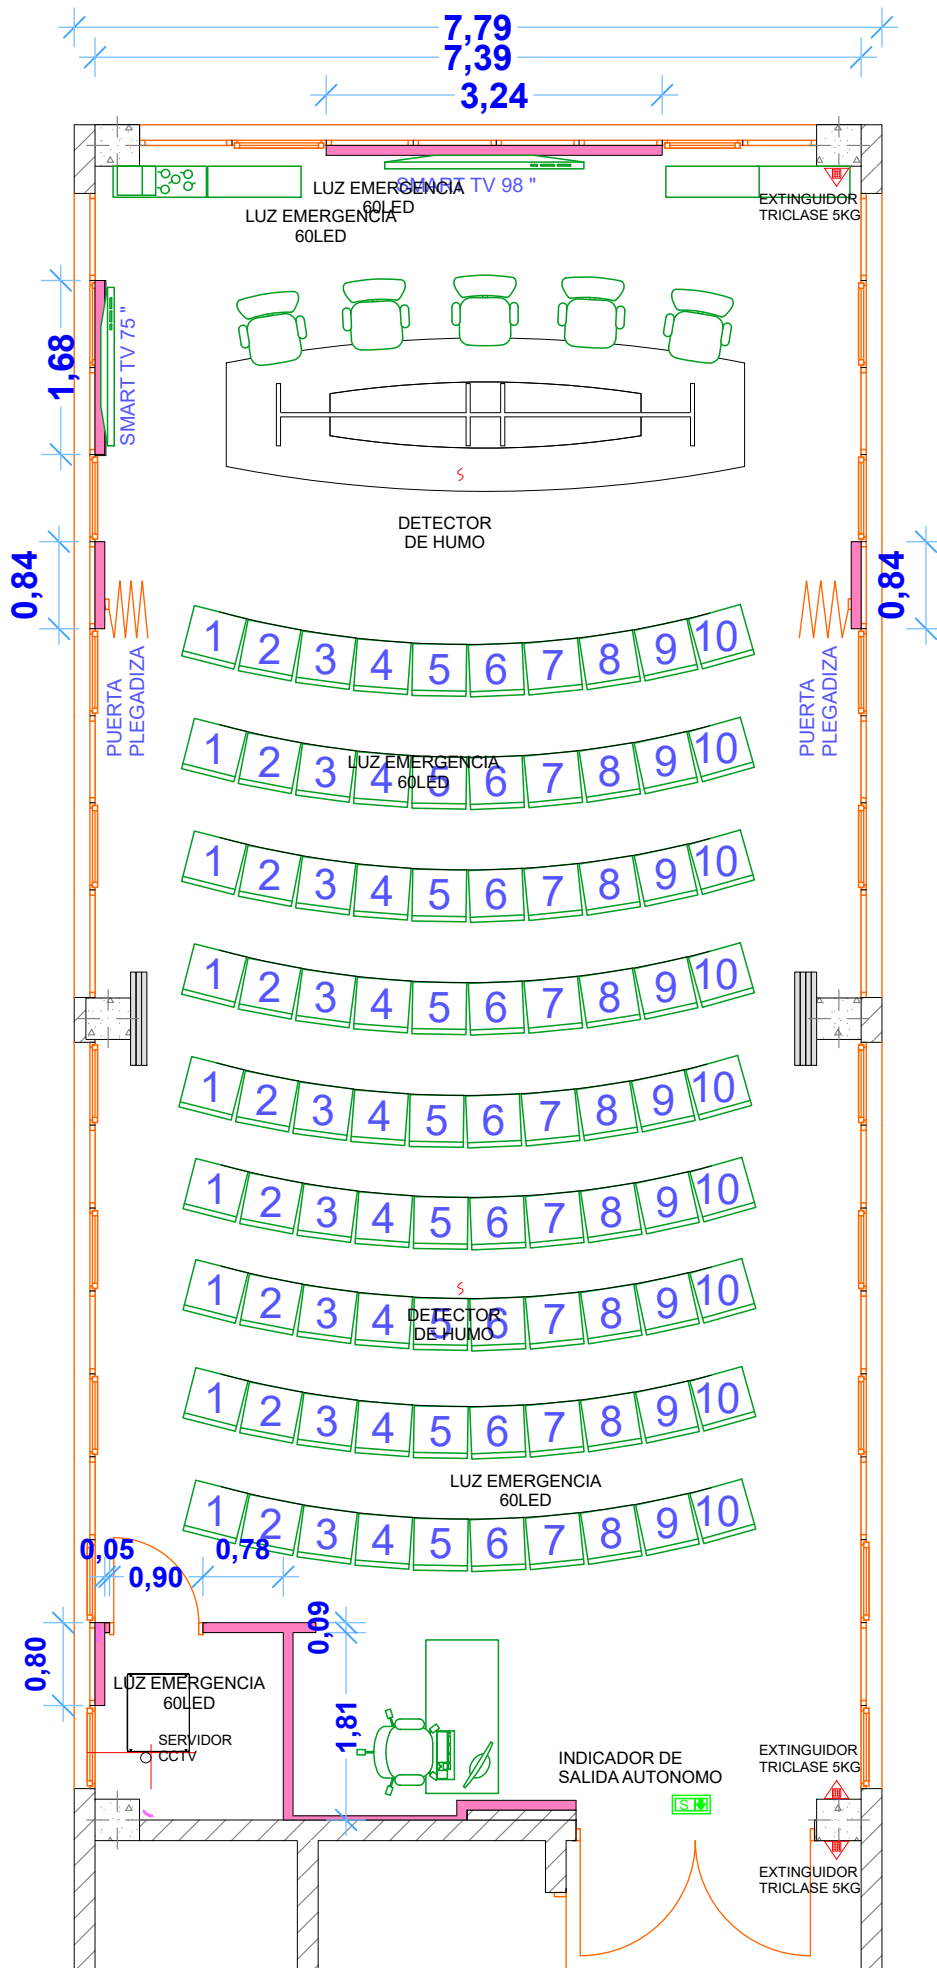 7,79
7,39
3,24
SMART TV 98 "
LUZ EMERGENCIA
60LED
LUZ EMERGENCIA
60LED
EXTINGUIDOR
TRICLASE 5KG
1,68
SMART TV 75 "
DETECTOR
DE HUMO
0,84
0,84
PUERTA
PLEGADIZA
PUERTA
PLEGADIZA
1 2 3 4 5 6 7 8 9 10
1 2 3 4 5 6 7 8 9 10
LUZ EMERGENCIA
60LED
1 2 3 4 5 6 7 8 9 10
1 2 3 4 5 6 7 8 9 10
1 2 3 4 5 6 7 8 9 10
1 2 3 4 5 6 7 8 9 10
1 2 3 4 5 6 7 8 9 10
DETECTOR
DE HUMO
1 2 3 4 5 6 7 8 9 10
LUZ EMERGENCIA
60LED
1 2 3 4 5 6 7 8 9 10
0,05
0,90
0,78
0,09
0,80
1,81
LUZ EMERGENCIA
60LED
SERVIDOR
CCTV
INDICADOR DE
SALIDA AUTONOMO
S
EXTINGUIDOR
TRICLASE 5KG
EXTINGUIDOR
TRICLASE 5KG